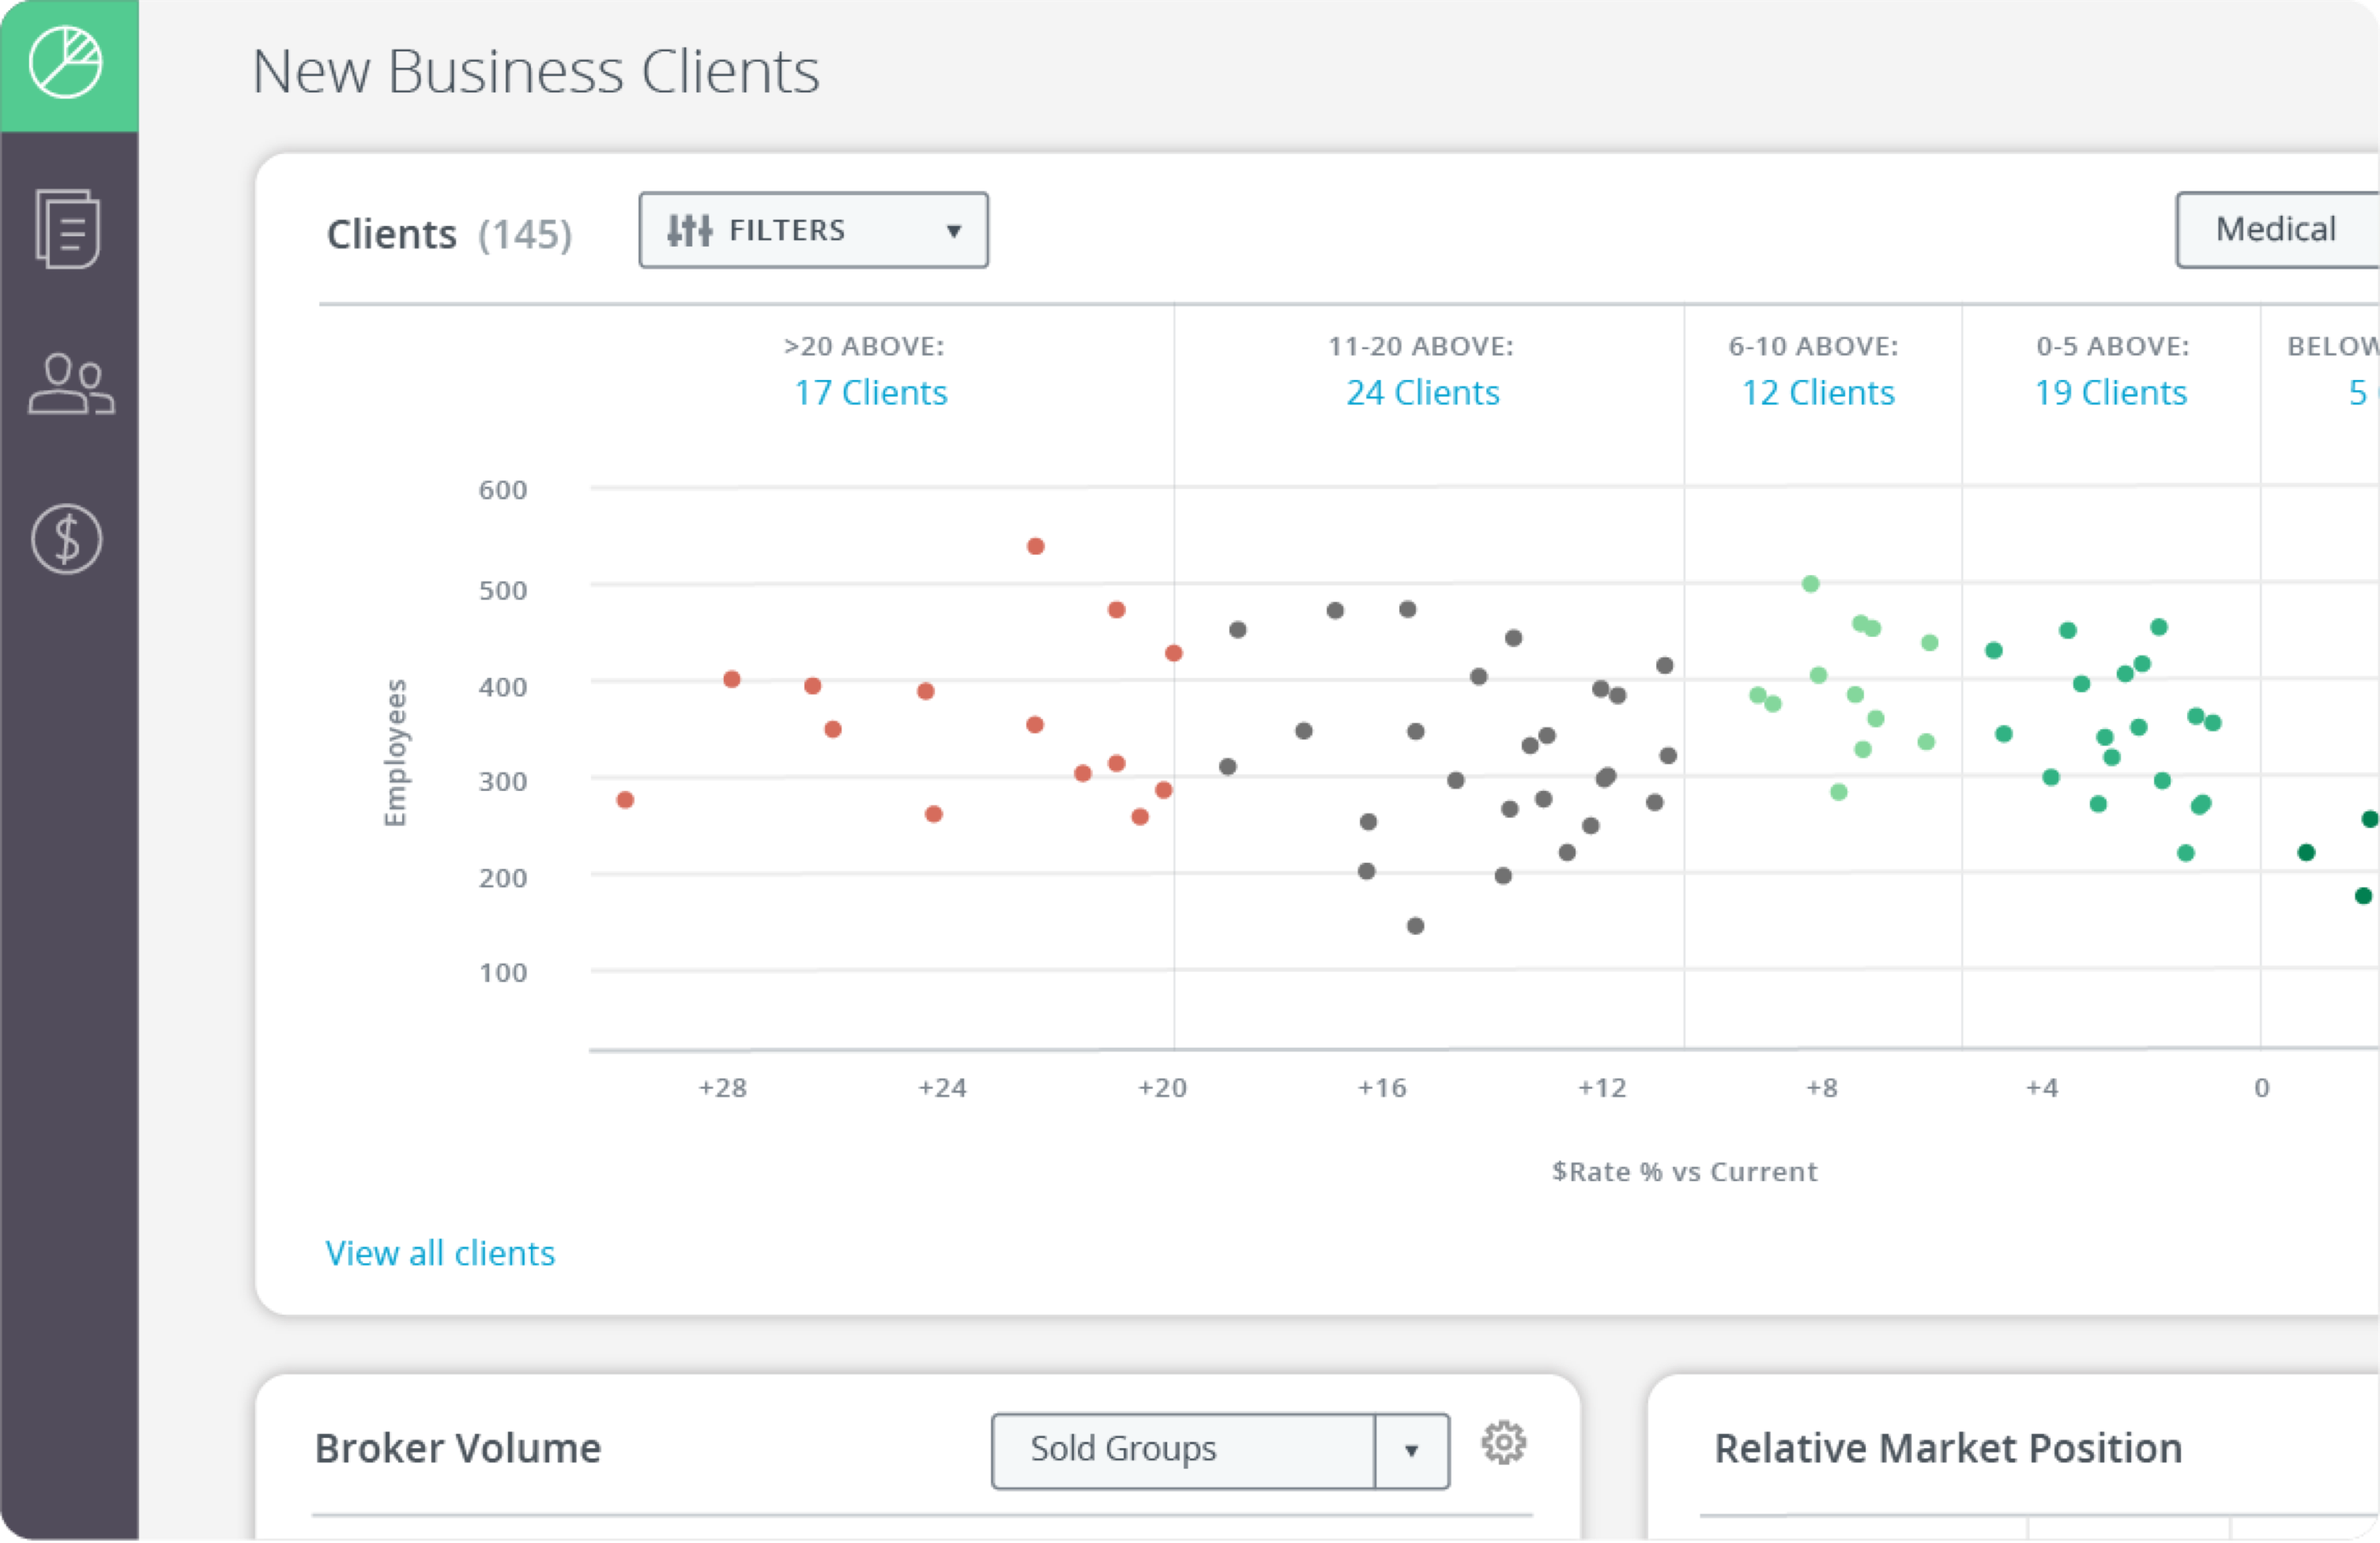 New Business Clients
Clients (145)
FILTERS
Medical
>20 ABOVE:
17 Clients
11-20 ABOVE:
24 Clients
6-10 ABOVE:
12 Clients
0-5 ABOVE:
19 Clients
BELOW
5
600
500
400
300
200
100
Employees
+28 +24 +20 +16 +12 +8 +4 0
$Rate % vs Current
View all clients
Broker Volume
Sold Groups
Relative Market Position